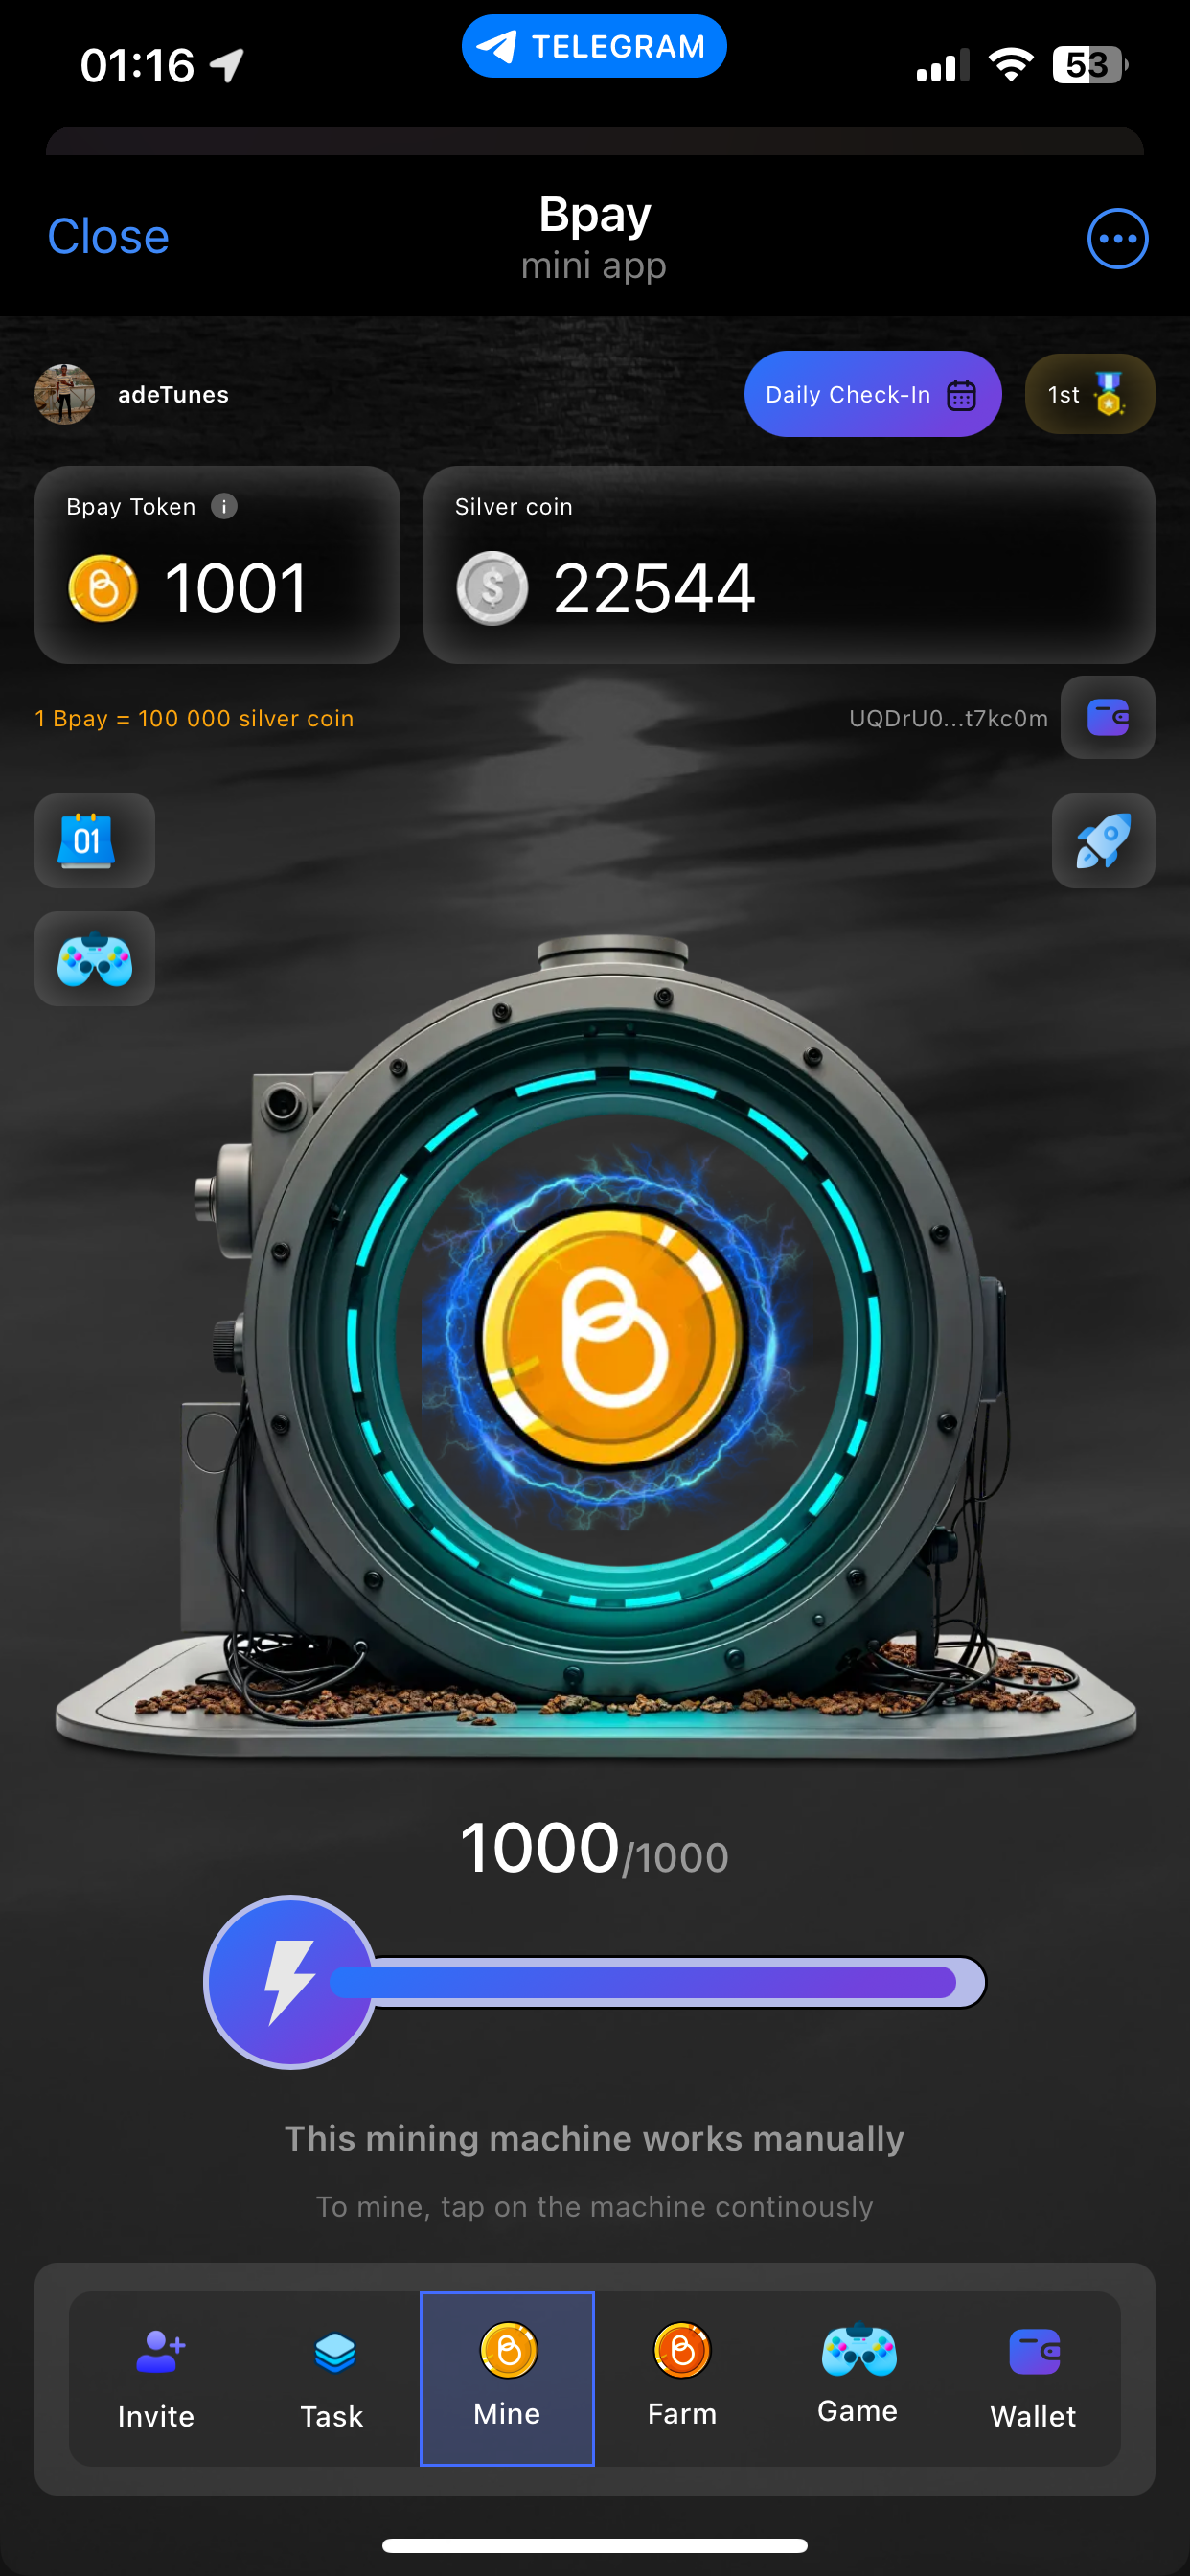 01:16
TELEGRAM
53
Close
Bpay
mini app
adeTunes
Daily Check-In
1st
Bpay Token
1001
Silver coin
22544
1 Bpay = 100 000 silver coin
UQDrU0...t7kc0m
01
1000/1000
This mining machine works manually
To mine, tap on the machine continously
Invite
Task
Mine
Farm
Game
Wallet